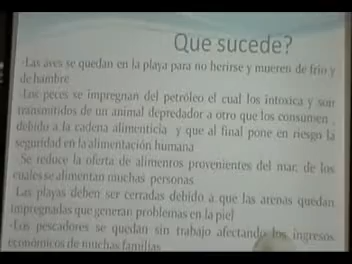 Que sucede?
·Las aves se quedan en la playa para no herirse y mueren de frio y
de hambre
·Los peces se impregnan del petróleo el cual los intoxica y son
transmitidos de un animal depredador a otro que los consumen ,
debido a la cadena alimenticia y que al final pone en riesgo la
seguridad en la alimentación humana
Se reduce la oferta de alimentos provenientes del mar, de los
cuales se alimentan muchas personas
Las playas deben ser cerradas debido a que las arenas quedan
impregnadas que generan problemas en la piel
·Los pescadores se quedan sin trabajo afectando los ingresos
económicos de muchas familias